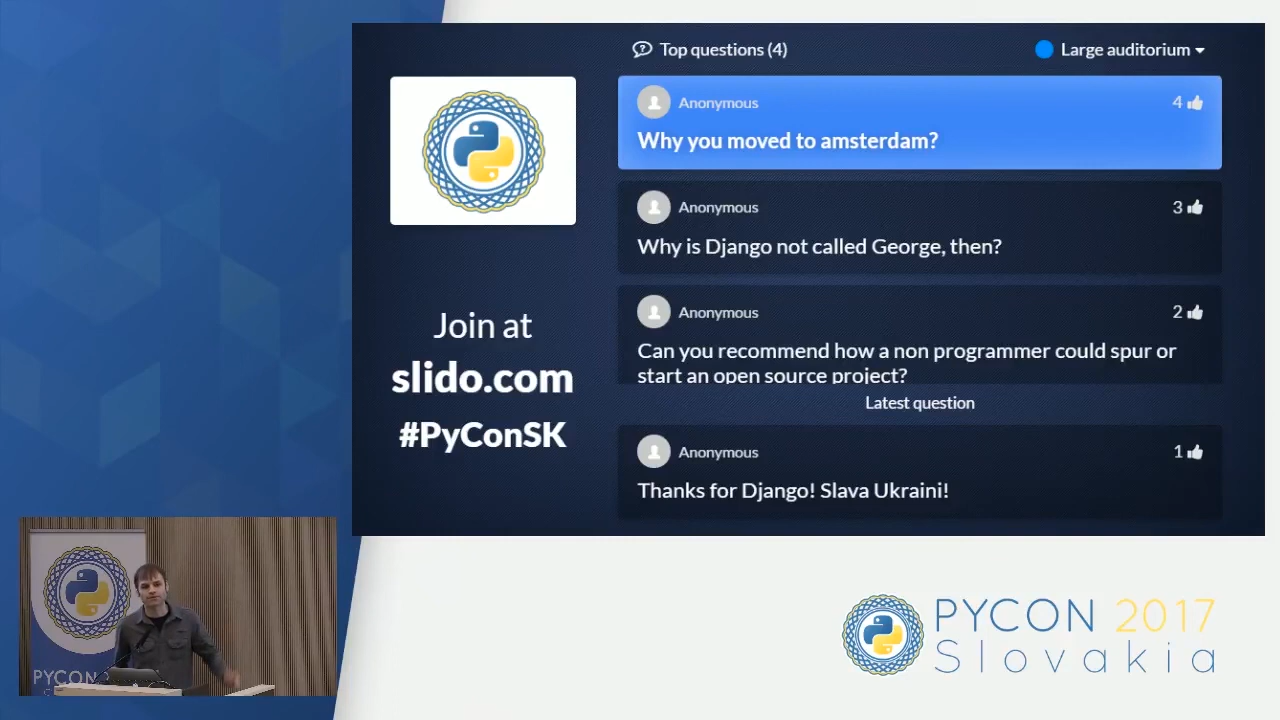 Top questions (4)
Large auditorium
Anonymous
4
Why you moved to amsterdam?
Anonymous
3
Why is Django not called George, then?
Anonymous
2
Can you recommend how a non programmer could spur or
start an open source project?
Latest question
Anonymous
1
Thanks for Django! Slava Ukraini!
Join at
slido.com
#PyConSK
PYCON
PYCON 2017
Slovakia